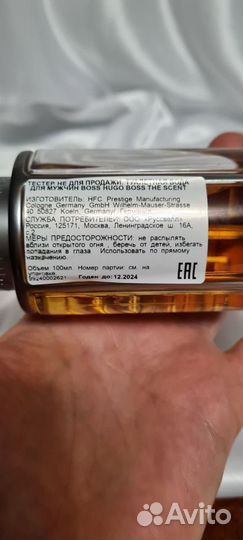 ТЕСТЕР НЕ ДЛЯ ПРОДАЖИ. ТУАЛЕТНАЯ ВОДА
ДЛЯ МУЖЧИН BOSS HUGO BOSS THE SCENT
ИЗГОТОВИТЕЛЬ: HFC Prestige Manufacturing
Cologne Germany GmbH Wilhelm-Mauser-Strasse
40 50827 Koeln, Germany/ Германия
СЛУЖБА ПОТРЕБИТЕЛЕЙ: ООО
Россия, 125171, Москва, Ленинградское ш. 16А,
МЕРЫ ПРЕДОСТОРОЖНОСТИ: не распылять
вблизи открытого огня , беречь от детей, избегать
попадания в глаза Использовать по прямому
назначению.
Объем 100мл. Номер партии: см. на
упаковке
99240002621 Годен до: 12.2024
EAC
Avito